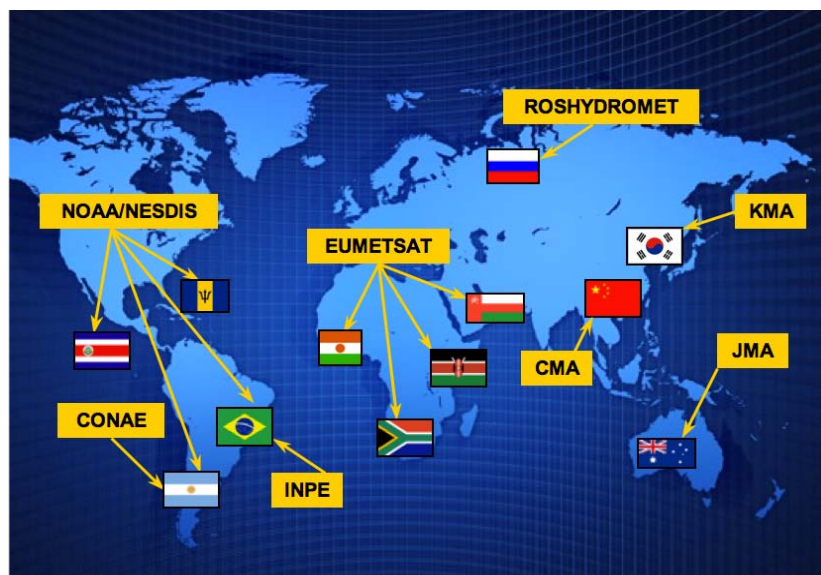 ROSHYDROMET
NOAA/NESDIS
KMA
EUMETSAT
JMA
CMA
CONAE
INPE